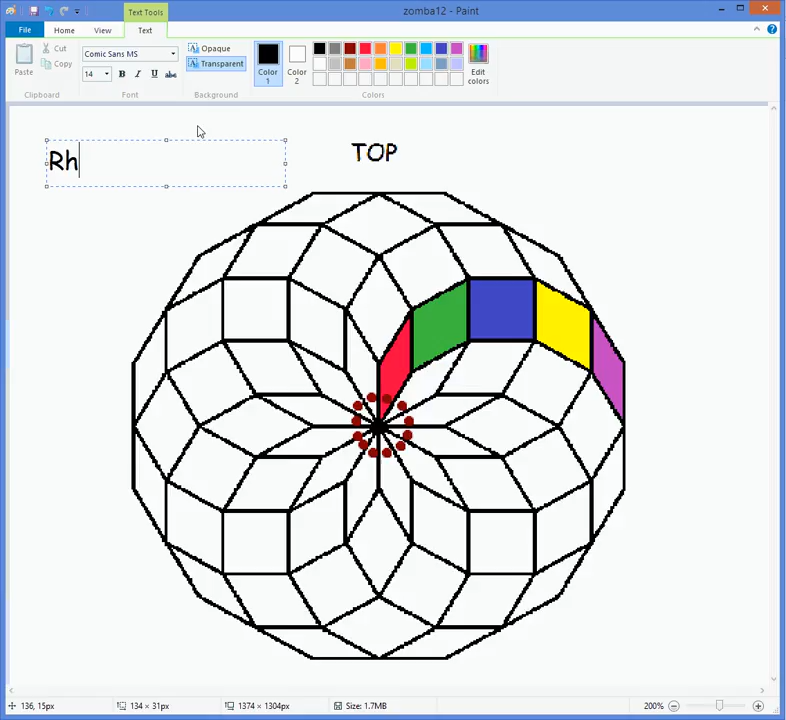 zomba12 - Paint
Text Tools
File Home View Text
Paste
Cut
Copy
Clipboard
Comic Sans MS
14 B I U abc
Font
Opaque
Transparent
Background
Color 1
Color 2
Colors
Edit colors
Rh
TOP
136, 15px 134 × 31px 1374 × 1304px Size: 1.7MB 200%